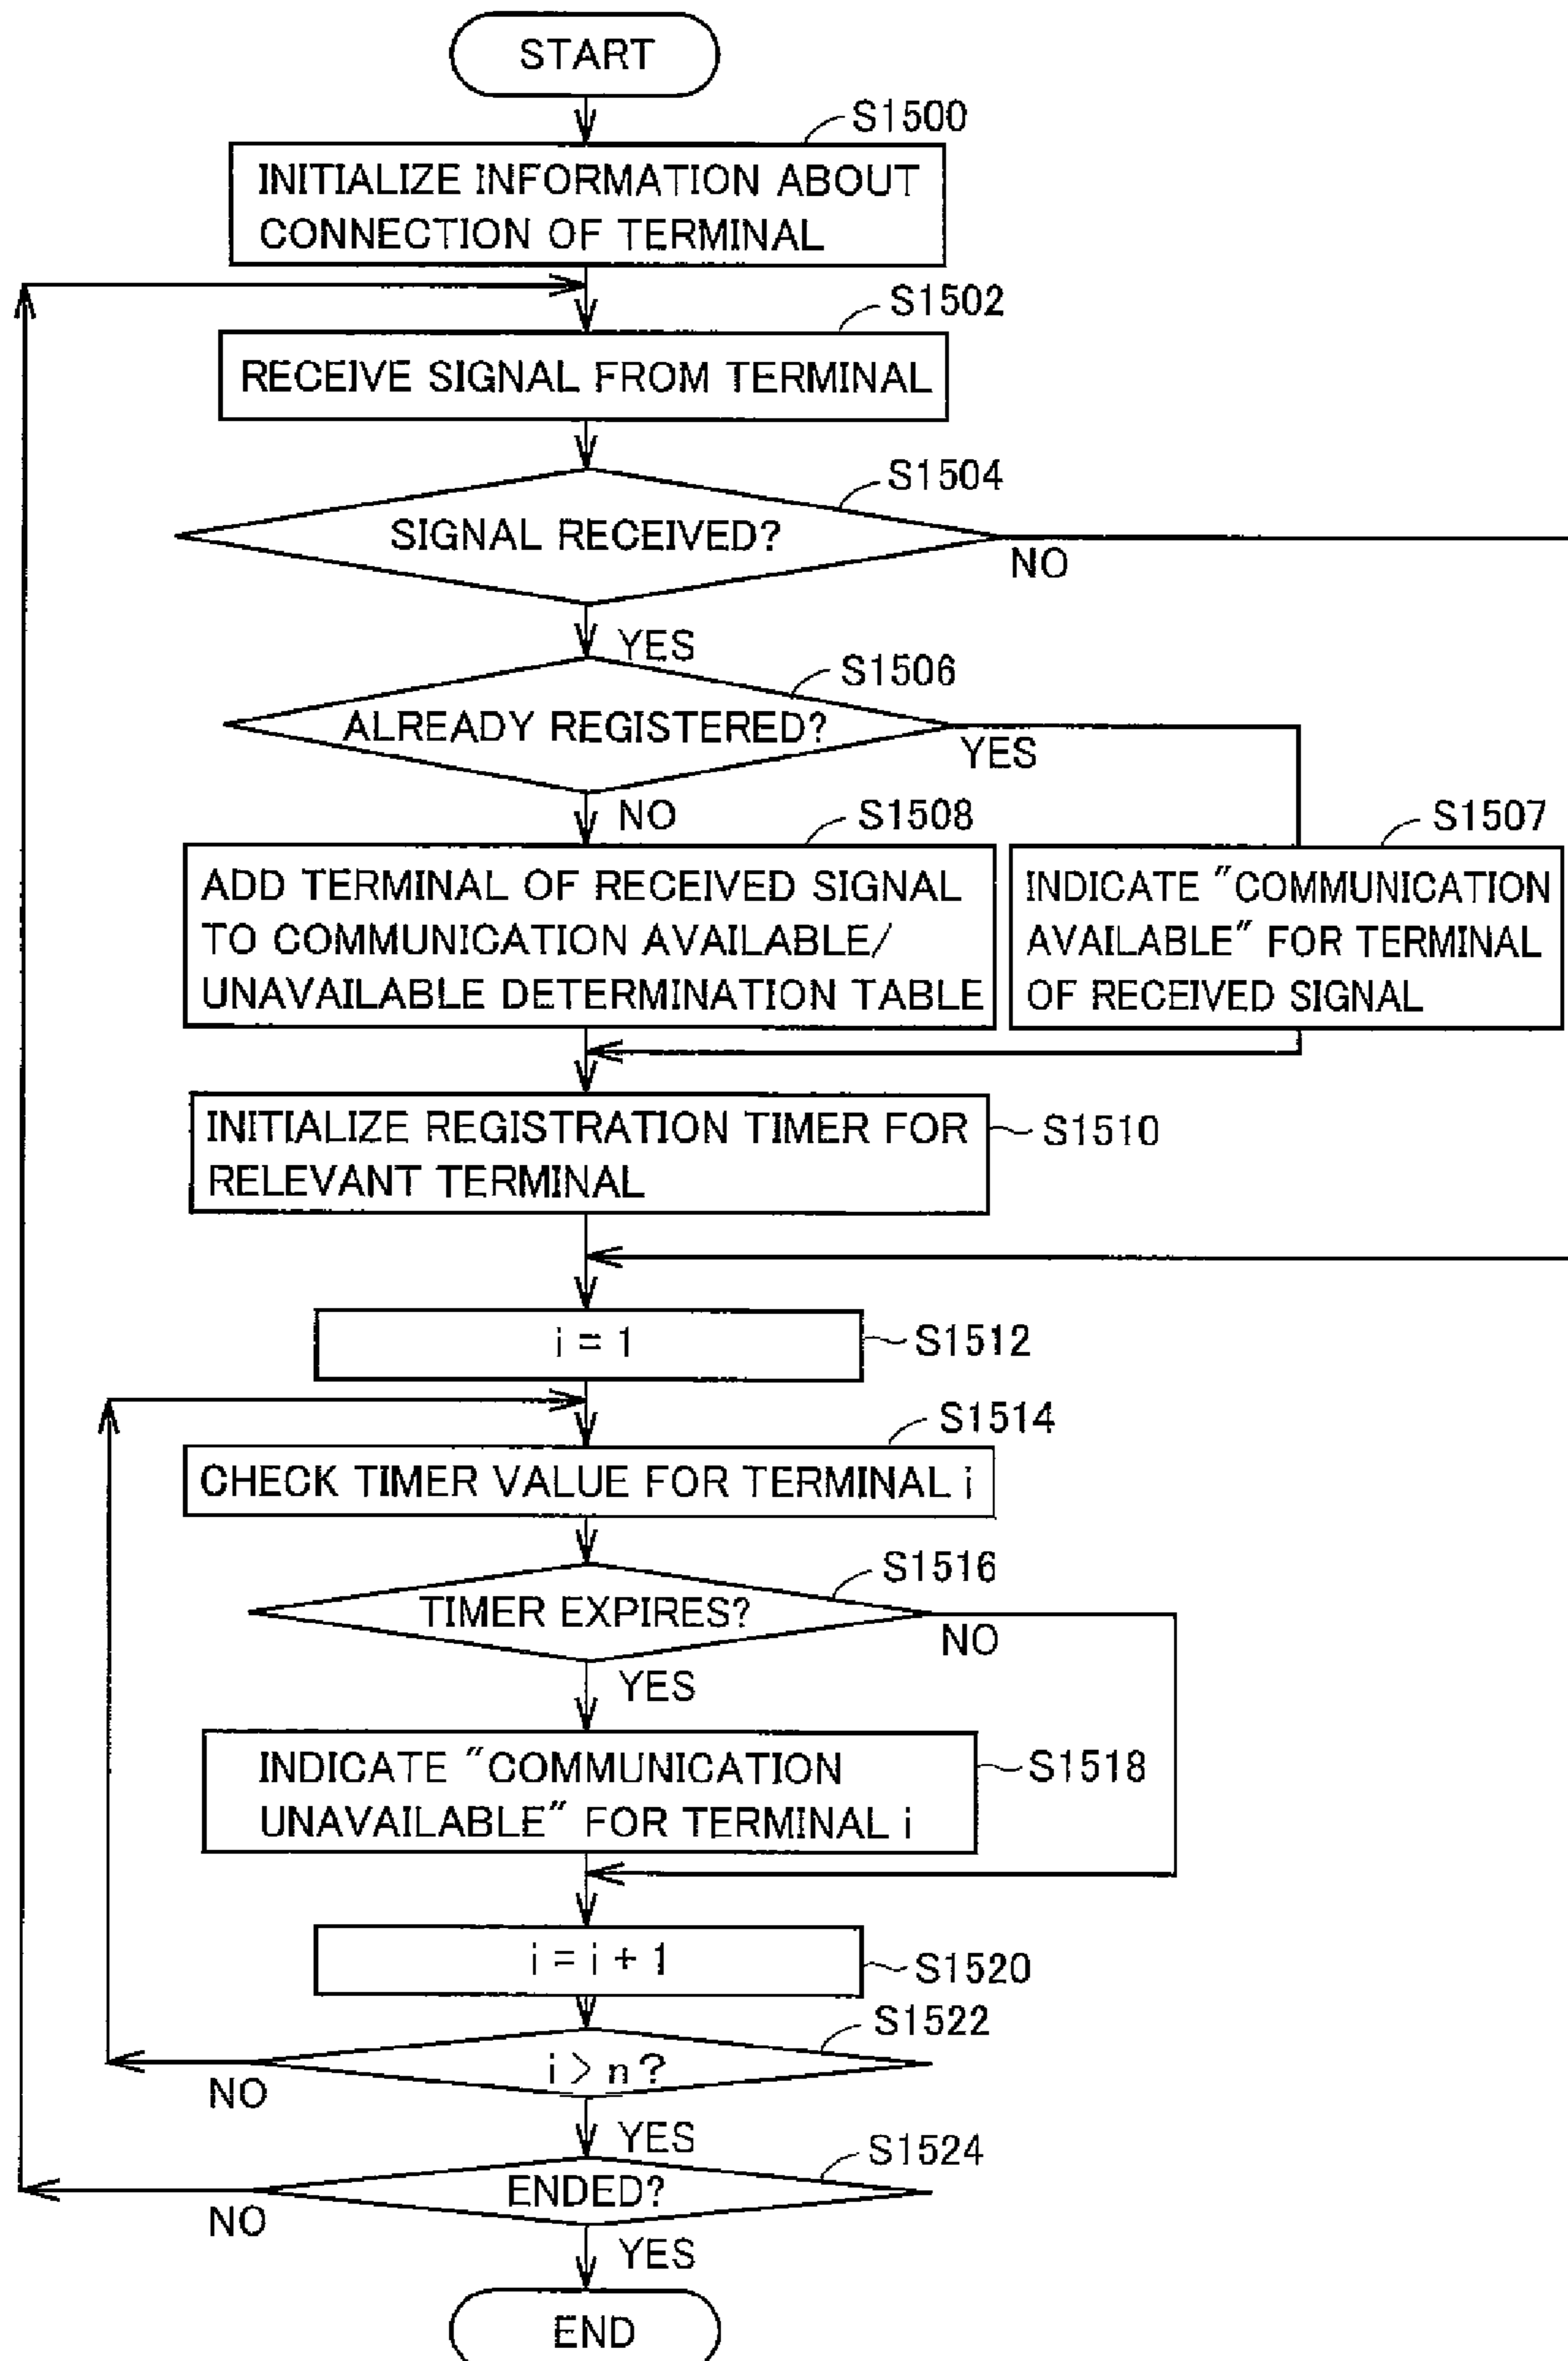 START
S1500
INITIALIZE INFORMATION ABOUT
CONNECTION OF TERMINAL
S1502
RECEIVE SIGNAL FROM TERMINAL
S1504
SIGNAL RECEIVED?
NO
YES
S1506
ALREADY REGISTERED?
YES
NO
S1508
ADD TERMINAL OF RECEIVED SIGNAL
TO COMMUNICATION AVAILABLE/
UNAVAILABLE DETERMINATION TABLE
S1507
INDICATE "COMMUNICATION
AVAILABLE" FOR TERMINAL
OF RECEIVED SIGNAL
INITIALIZE REGISTRATION TIMER FOR
RELEVANT TERMINAL
S1510
i = 1
S1512
S1514
CHECK TIMER VALUE FOR TERMINAL i
S1516
TIMER EXPIRES?
NO
YES
INDICATE "COMMUNICATION
UNAVAILABLE" FOR TERMINAL i
S1518
i = i + 1
S1520
S1522
i > n ?
NO
YES
S1524
ENDED?
NO
YES
END